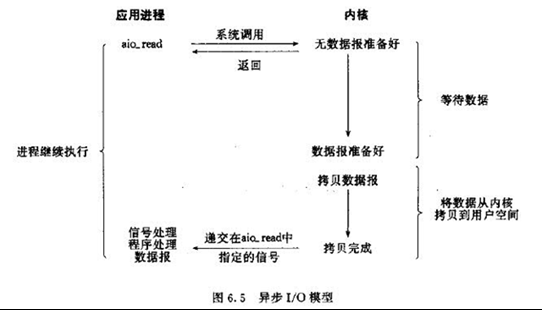 应用进程
内核
aio_read
系统调用
返回
无数据报准备好
等待数据
进程继续执行
数据报准备好
拷贝数据报
将数据从内核
拷贝到用户空间
信号处理
程序处理
数据报
递交在aio_read中
指定的信号
拷贝完成
图 6.5 异步 I/O 模型